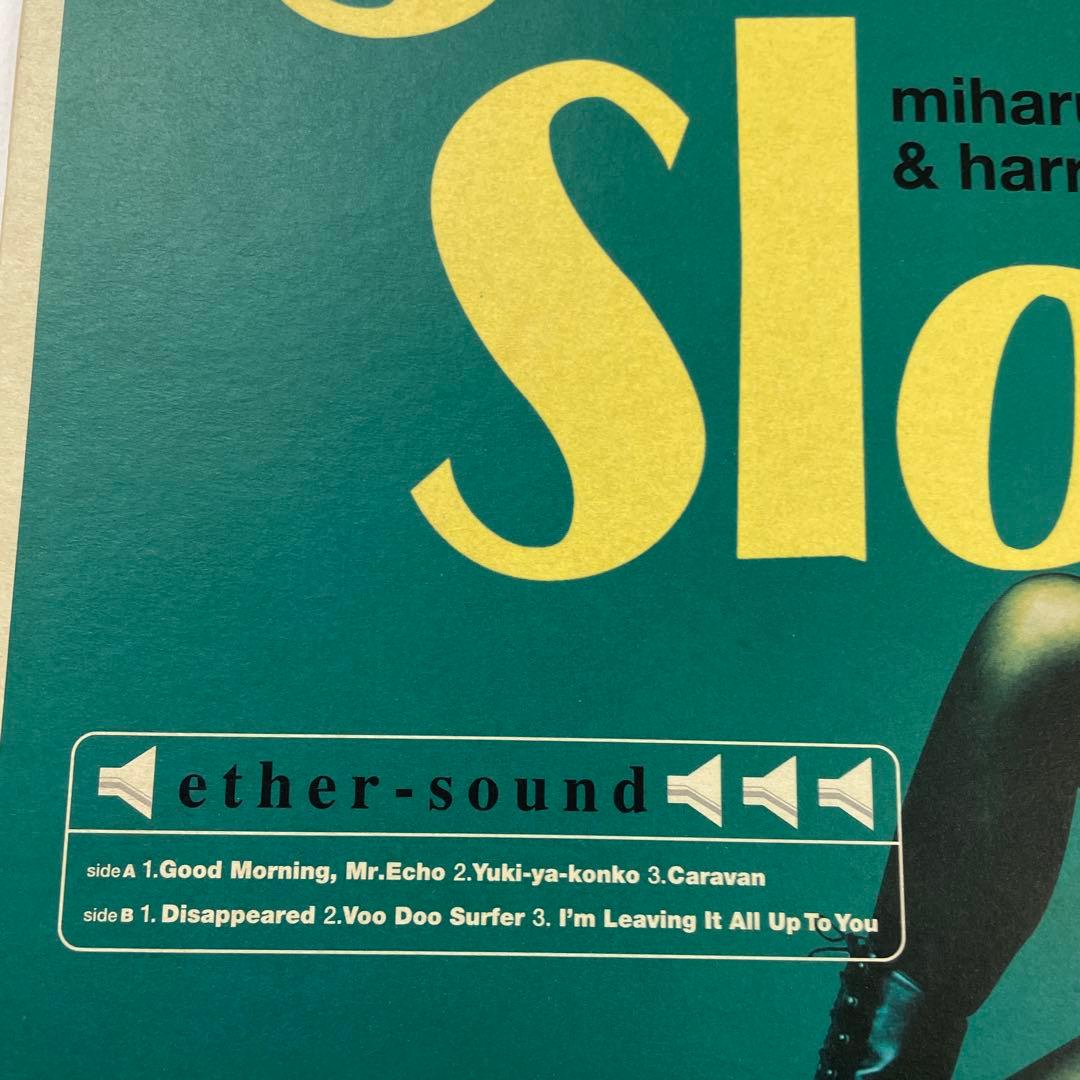 miharu
& harr
Slo
ether-sound
side A 1.Good Morning, Mr.Echo 2.Yuki-ya-konko 3.Caravan
side B 1. Disappeared 2.Voo Doo Surfer 3. I'm Leaving It All Up To You